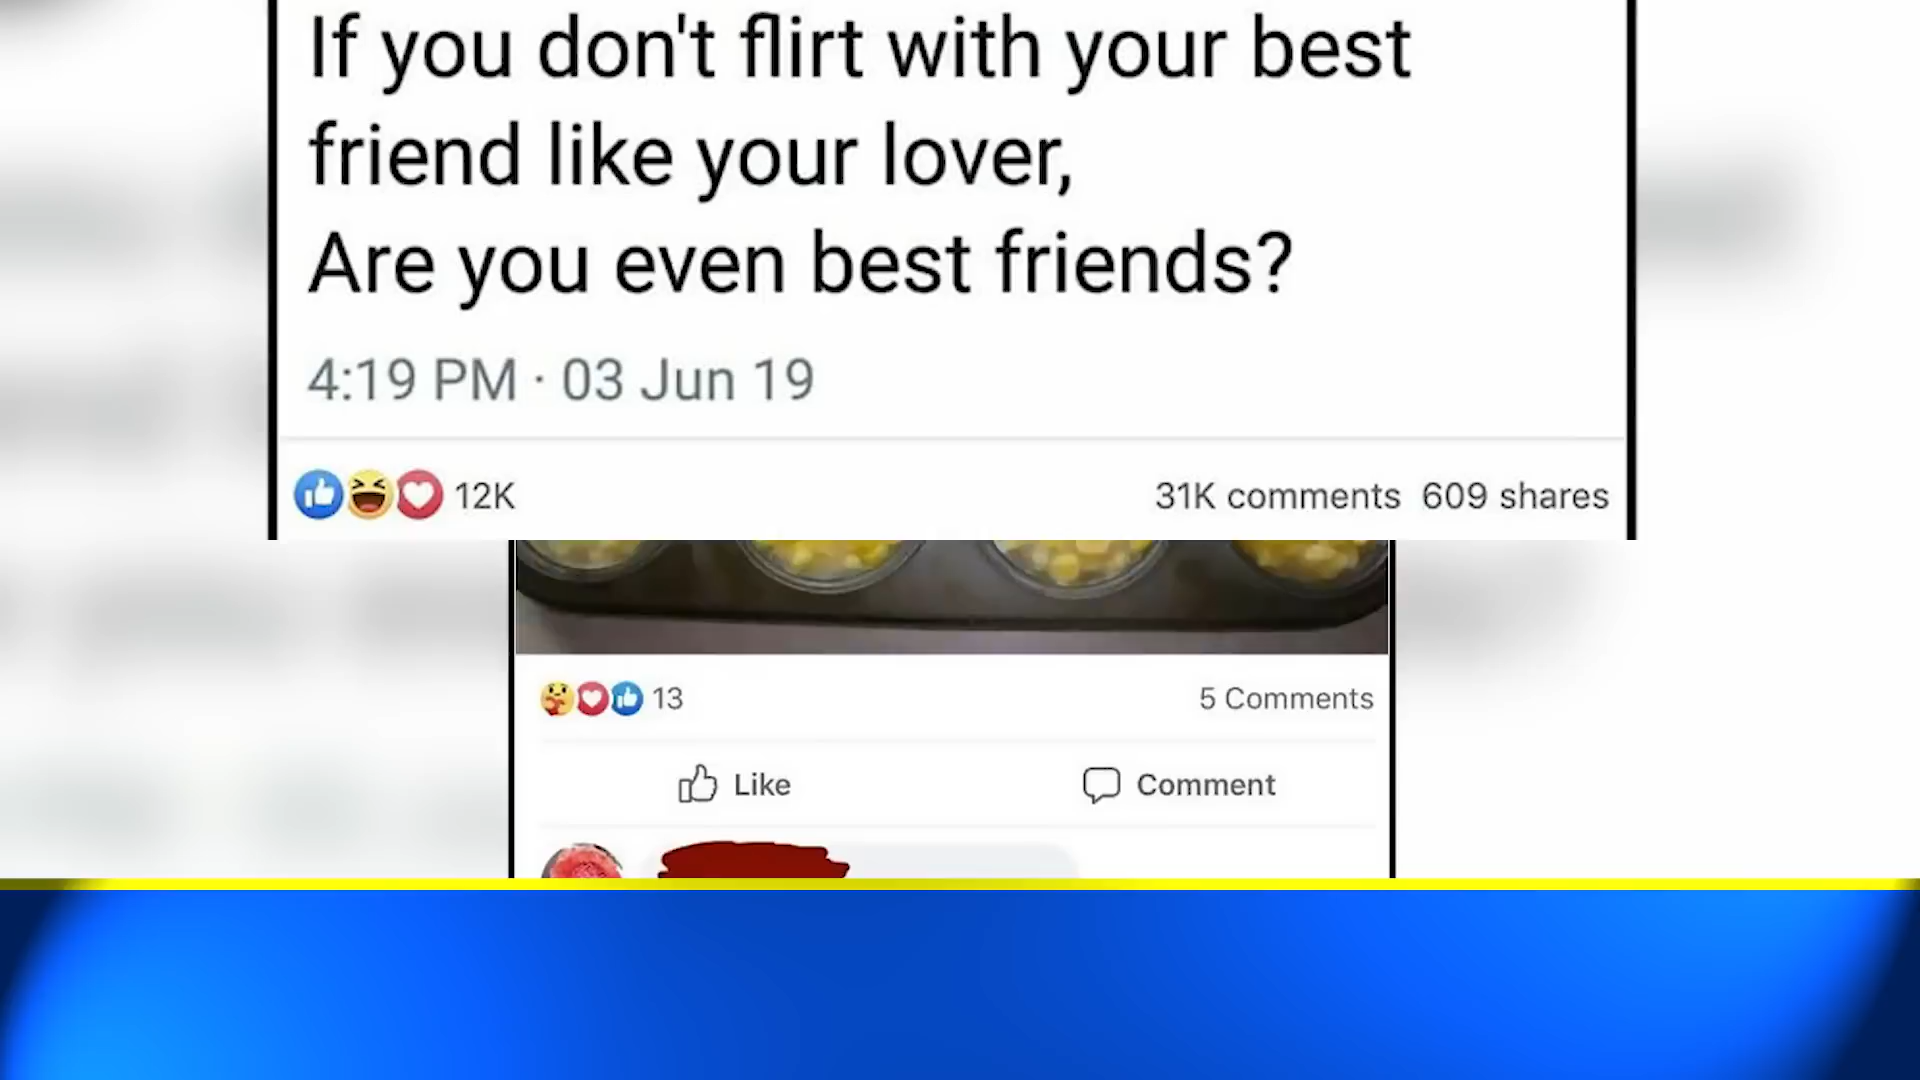 If you don't flirt with your best
friend like your lover,
Are you even best friends?
4:19 PM · 03 Jun 19
12K 31K comments 609 shares
13 5 Comments
Like Comment